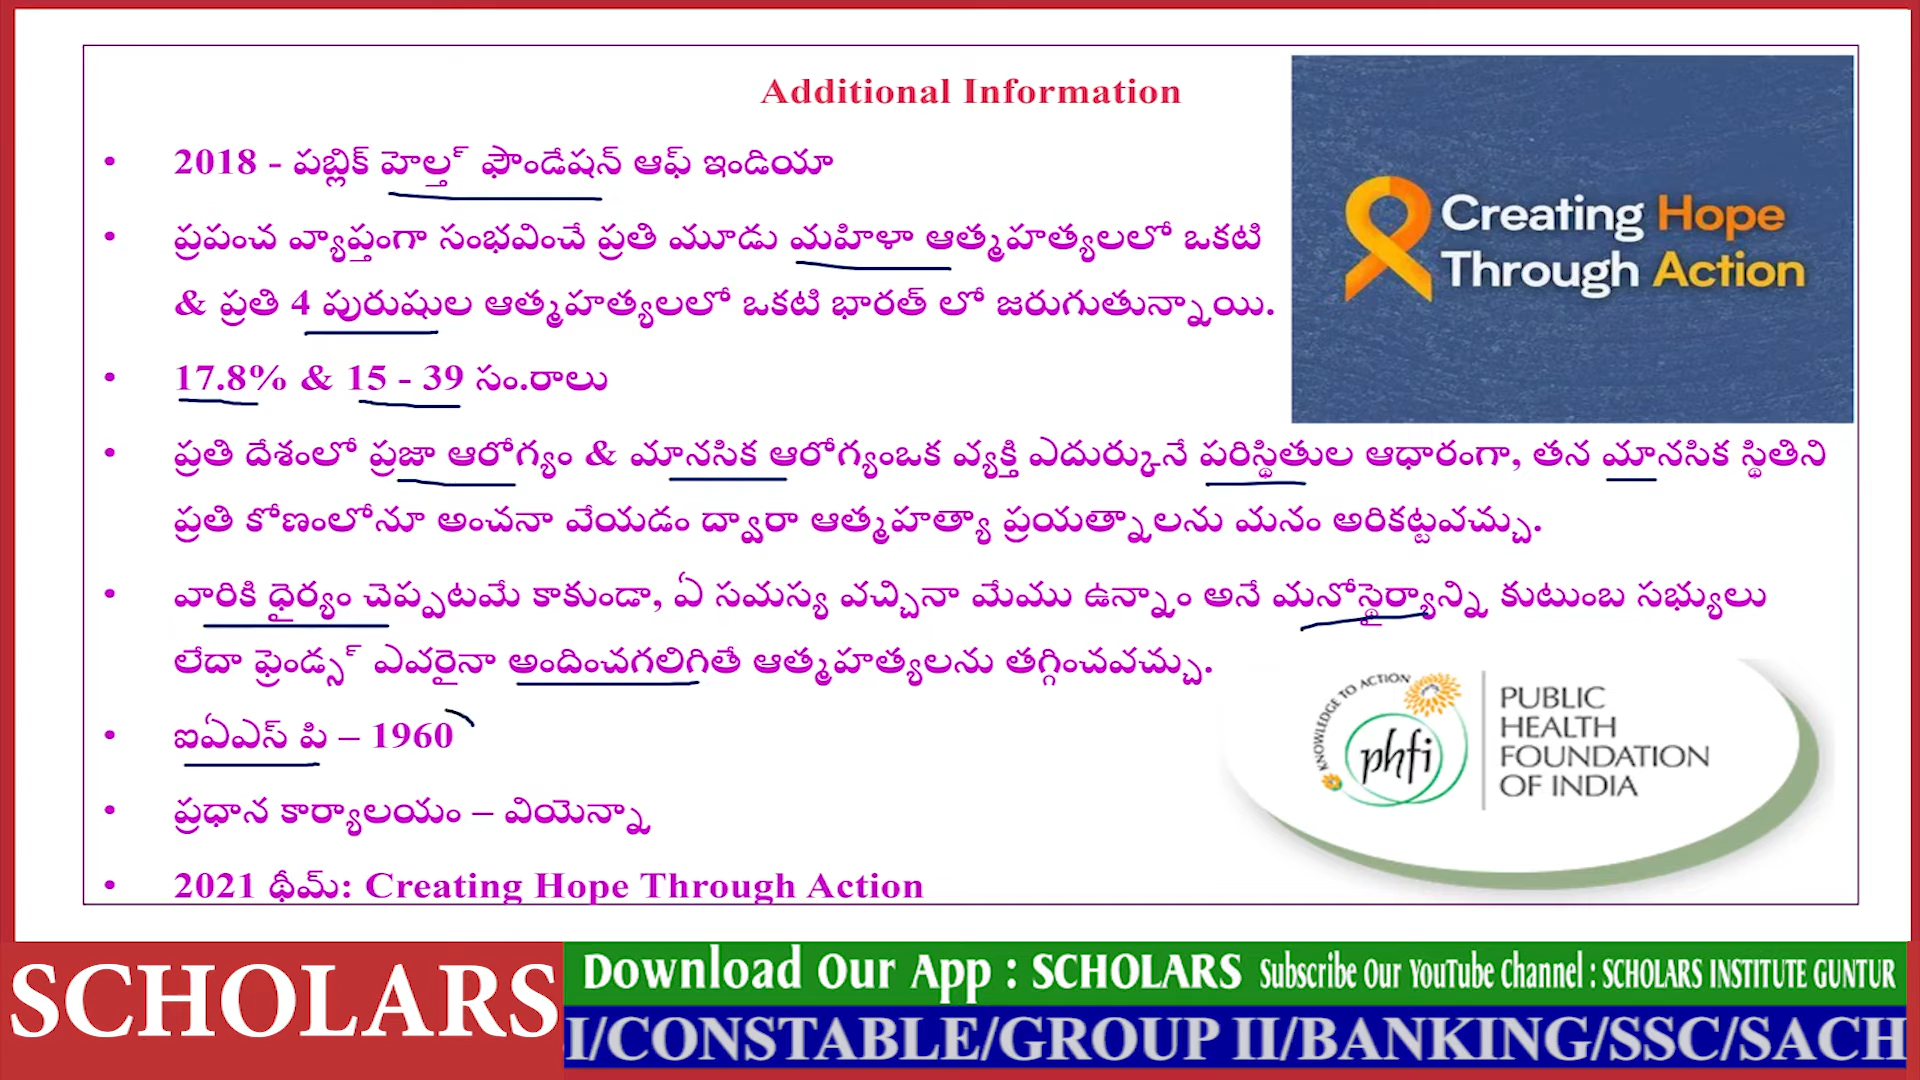 Additional Information
• 2018 - పబ్లిక్ హెల్త్ ఫౌండేషన్ ఆఫ్ ఇండియా
• ప్రపంచ వ్యాప్తంగా సంభవించే ప్రతి మూడు మహిళా ఆత్మహత్యలలో ఒకటి
& ప్రతి 4 పురుషుల ఆత్మహత్యలలో ఒకటి భారత్ లో జరుగుతున్నాయి.
• 17.8% & 15 - 39 సం.రాలు
• ప్రతి దేశంలో ప్రజా ఆరోగ్యం & మానసిక ఆరోగ్యంఒక వ్యక్తి ఎదుర్కునే పరిస్థితుల ఆధారంగా, తన మానసిక స్థితిని
ప్రతి కోణంలోనూ అంచనా వేయడం ద్వారా ఆత్మహత్యా ప్రయత్నాలను మనం అరికట్టవచ్చు.
• వారికి ధైర్యం చెప్పటమే కాకుండా, ఏ సమస్య వచ్చినా మేము ఉన్నాం అనే మనోస్థైర్యాన్ని కుటుంబ సభ్యులు
లేదా ఫ్రెండ్స్ ఎవరైనా అందించగలిగితే ఆత్మహత్యలను తగ్గించవచ్చు.
• ఐఏఎస్ పి – 1960
• ప్రధాన కార్యాలయం – వియెన్నా
• 2021 థీమ్: Creating Hope Through Action
Creating Hope
Through Action
KNOWLEDGE TO ACTION
phfi
PUBLIC
HEALTH
FOUNDATION
OF INDIA
SCHOLARS
Download Our App : SCHOLARS Subscribe Our YouTube Channel : SCHOLARS INSTITUTE GUNTUR
I/CONSTABLE/GROUP II/BANKING/SSC/SACH